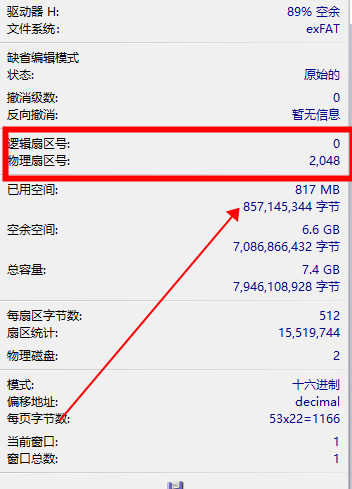 驱动器 H: 89% 空余
文件系统: exFAT
缺省编辑模式
状态: 原始的
撤消级数: 0
反向撤消: 暂无信息
逻辑扇区号: 0
物理扇区号: 2,048
已用空间: 817 MB
857,145,344 字节
空余空间: 6.6 GB
7,086,866,432 字节
总容量: 7.4 GB
7,946,108,928 字节
每扇区字节数: 512
扇区统计: 15,519,744
物理磁盘: 2
模式: 十六进制
偏移地址: decimal
每页字节数: 53x22=1166
当前窗口: 1
窗口总数: 1